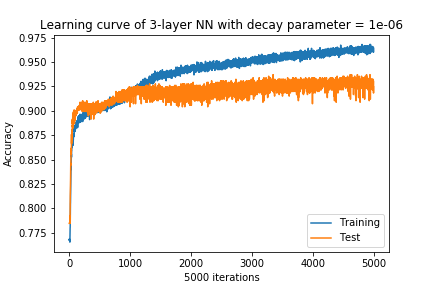 Learning curve of 3-layer NN with decay parameter = 1e-06
0.975
0.950
0.925
0.900
0.875
0.850
0.825
0.800
0.775
Accuracy
0 1000 2000 3000 4000 5000
5000 iterations
Training
Test